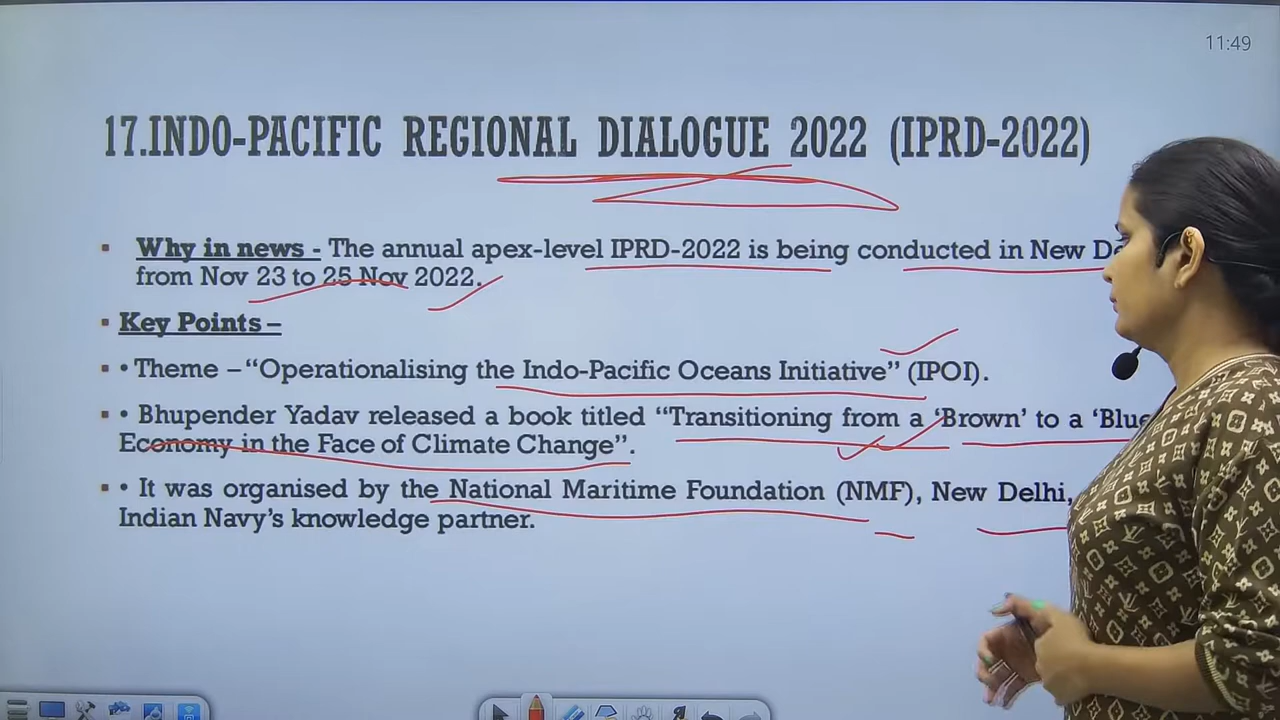 11:49
17.INDO-PACIFIC REGIONAL DIALOGUE 2022 (IPRD-2022)
▪ Why in news - The annual apex-level IPRD-2022 is being conducted in New
from Nov 23 to 25 Nov 2022.
▪ Key Points –
▪ • Theme – “Operationalising the Indo-Pacific Oceans Initiative” (IPOI).
▪ • Bhupender Yadav released a book titled “Transitioning from a ‘Brown’ to a ‘Blue
Economy in the Face of Climate Change”.
▪ • It was organised by the National Maritime Foundation (NMF), New Delhi,
Indian Navy’s knowledge partner.